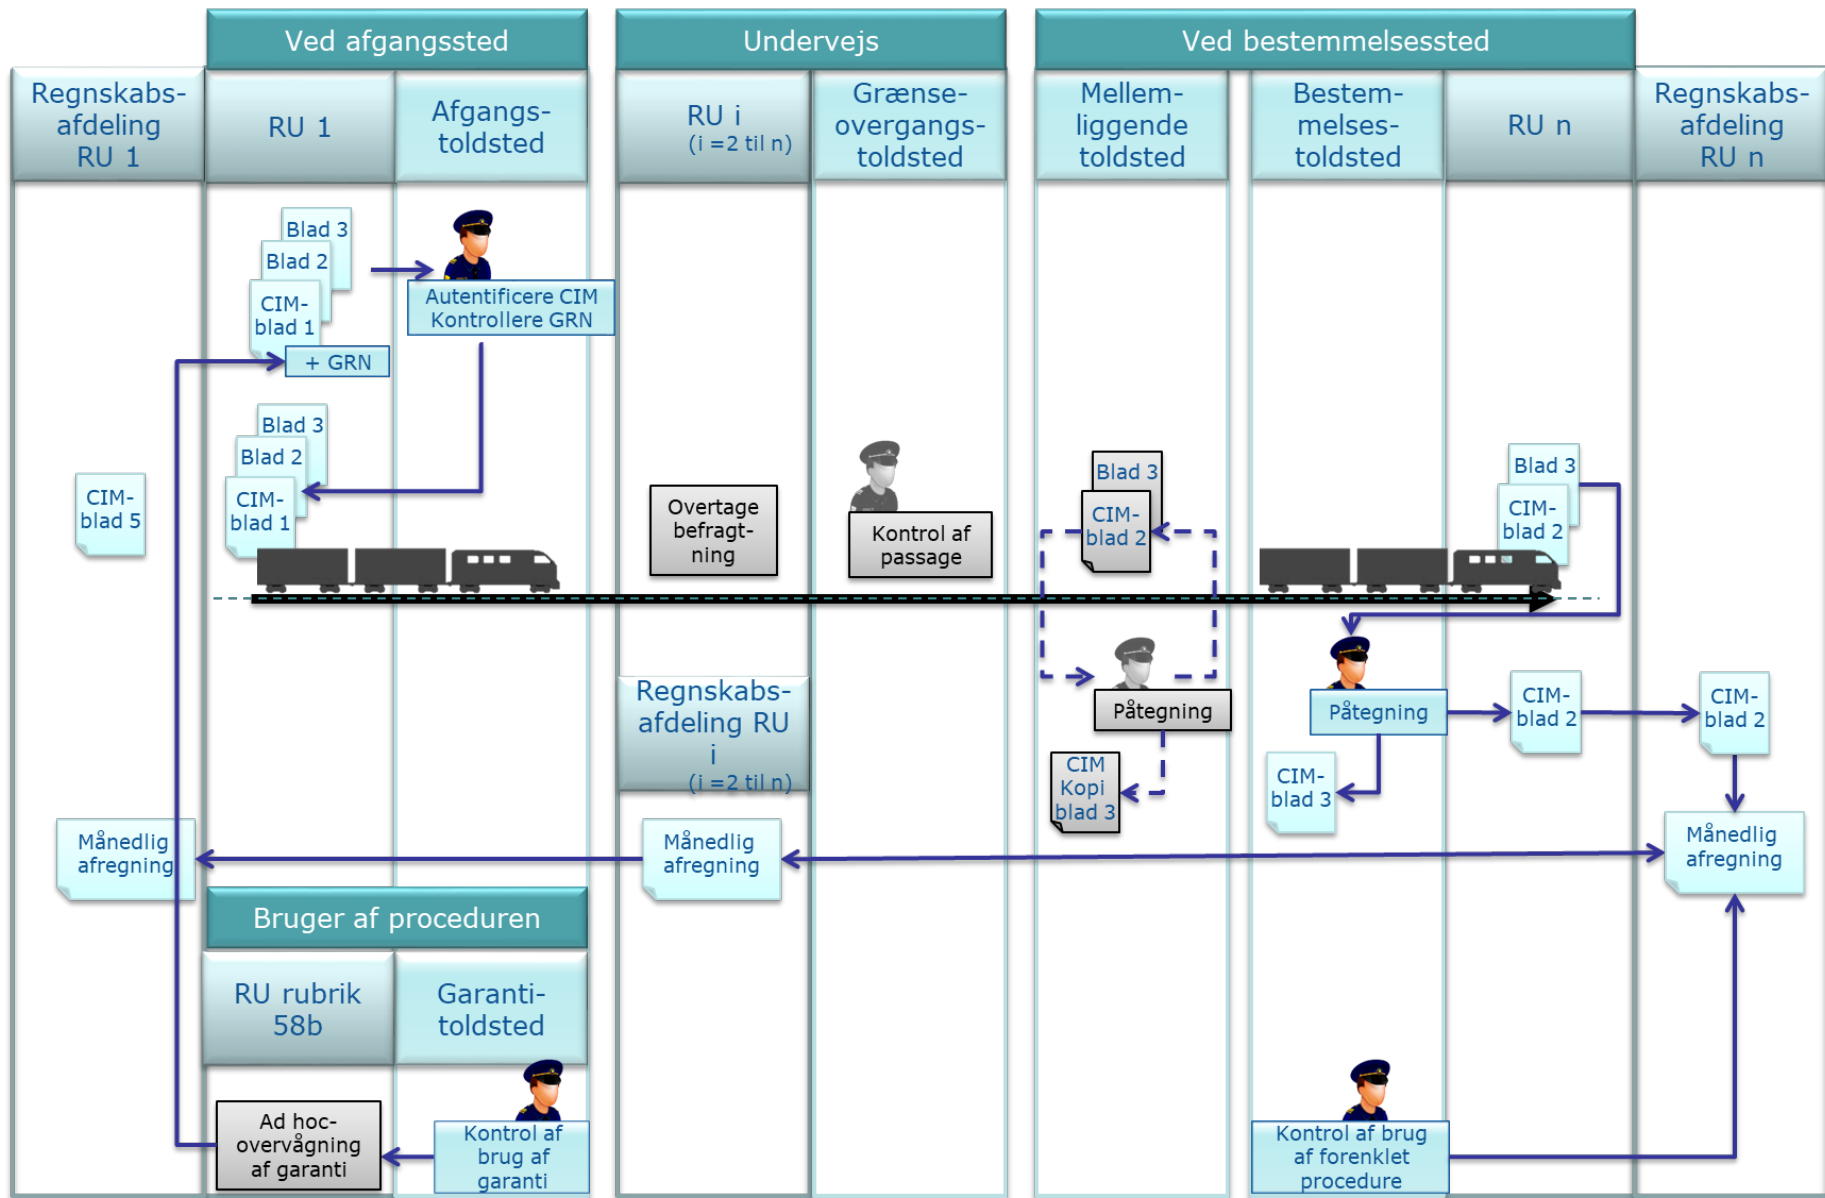 Ved afgangssted
Undervejs
Ved bestemmelsessted
Regnskabs-
afdeling
RU 1
RU 1
Afgangs-
toldsted
RU i
(i =2 til n)
Grænse-
overgangs-
toldsted
Mellem-
liggende
toldsted
Bestem-
melses-
toldsted
RU n
Regnskabs-
afdeling
RU n
Blad 3
Blad 2
CIM-
blad 1
+ GRN
Autentificere CIM
Kontrollere GRN
Blad 3
Blad 2
CIM-
blad 1
CIM-
blad 5
Overtage
befragt-
ning
Kontrol af
passage
Blad 3
CIM-
blad 2
Blad 3
CIM-
blad 2
Regnskabs-
afdeling RU
i
(i =2 til n)
Påtegning
CIM
Kopi
blad 3
Påtegning
CIM-
blad 3
CIM-
blad 2
CIM-
blad 2
Månedlig
afregning
Månedlig
afregning
Månedlig
afregning
Bruger af proceduren
RU rubrik
58b
Garanti-
toldsted
Ad hoc-
overvågning
af garanti
Kontrol af
brug af
garanti
Kontrol af brug
af forenklet
procedure